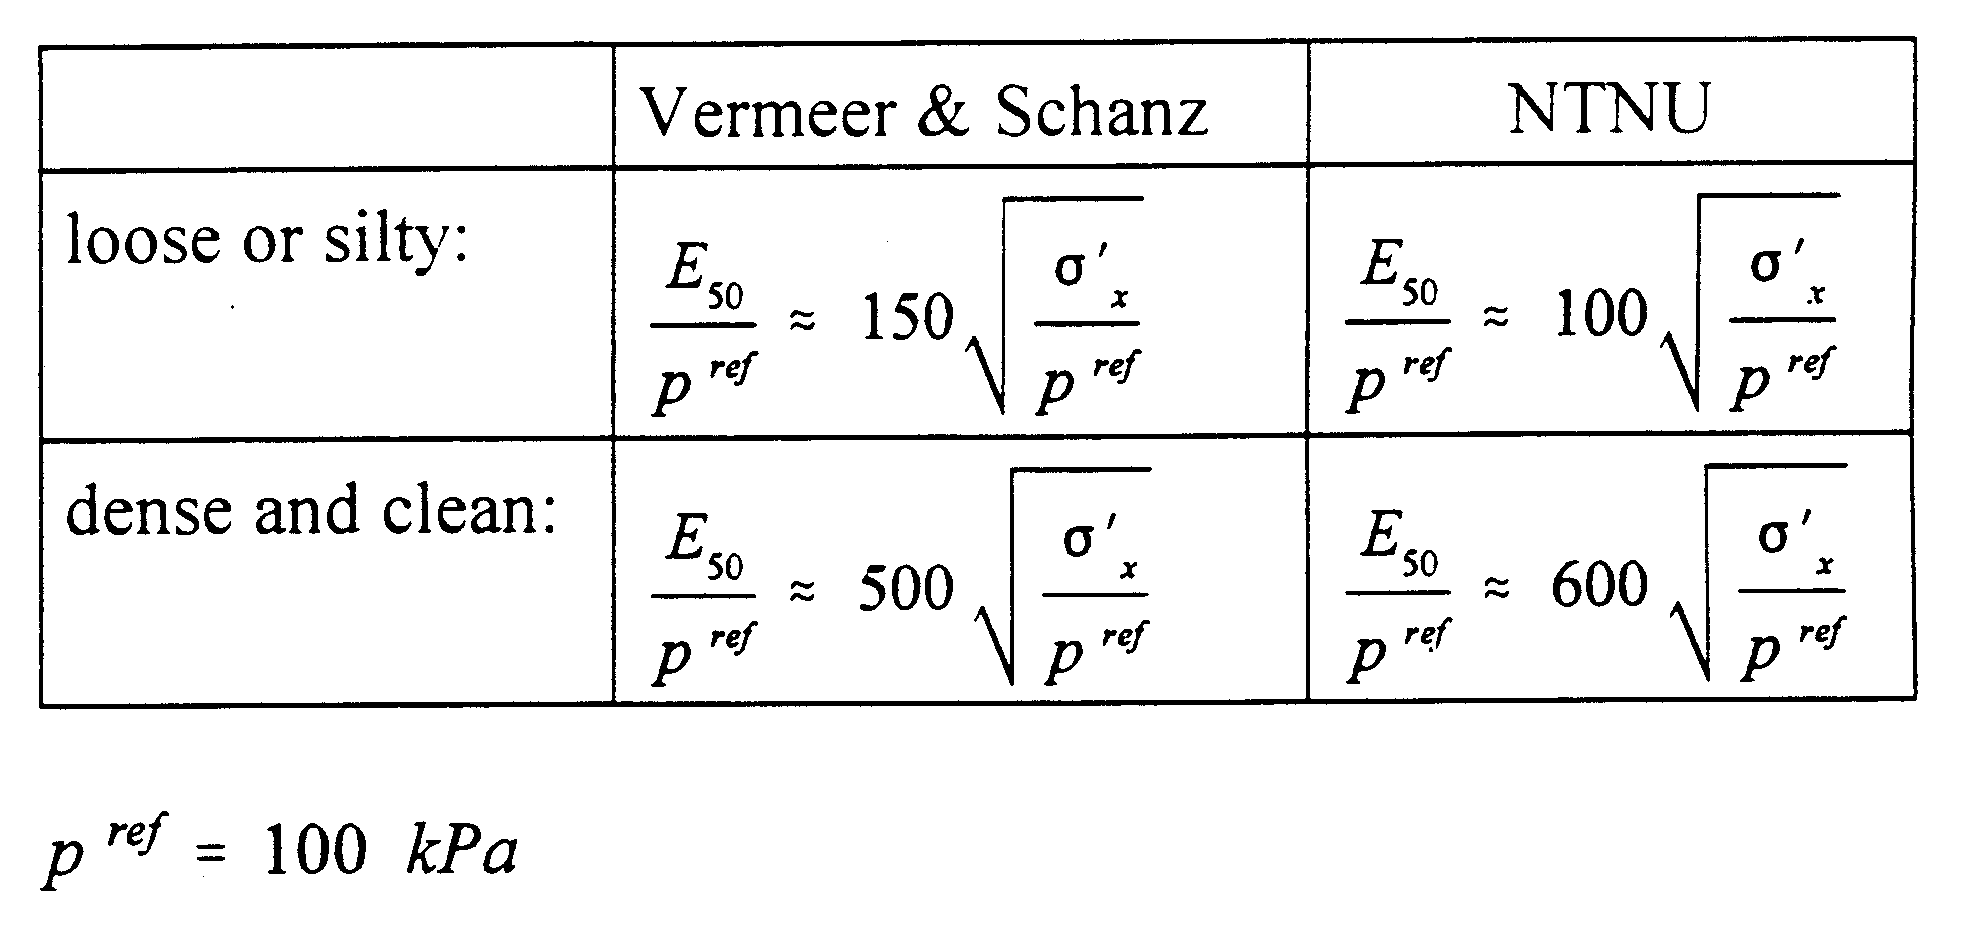 Vermeer & Schanz NTNU
loose or silty: E₅₀ / p^ref ≈ 150 √(σ′ₓ / p^ref) E₅₀ / p^ref ≈ 100 √(σ′ₓ / p^ref)
dense and clean: E₅₀ / p^ref ≈ 500 √(σ′ₓ / p^ref) E₅₀ / p^ref ≈ 600 √(σ′ₓ / p^ref)
p^ref = 100 kPa